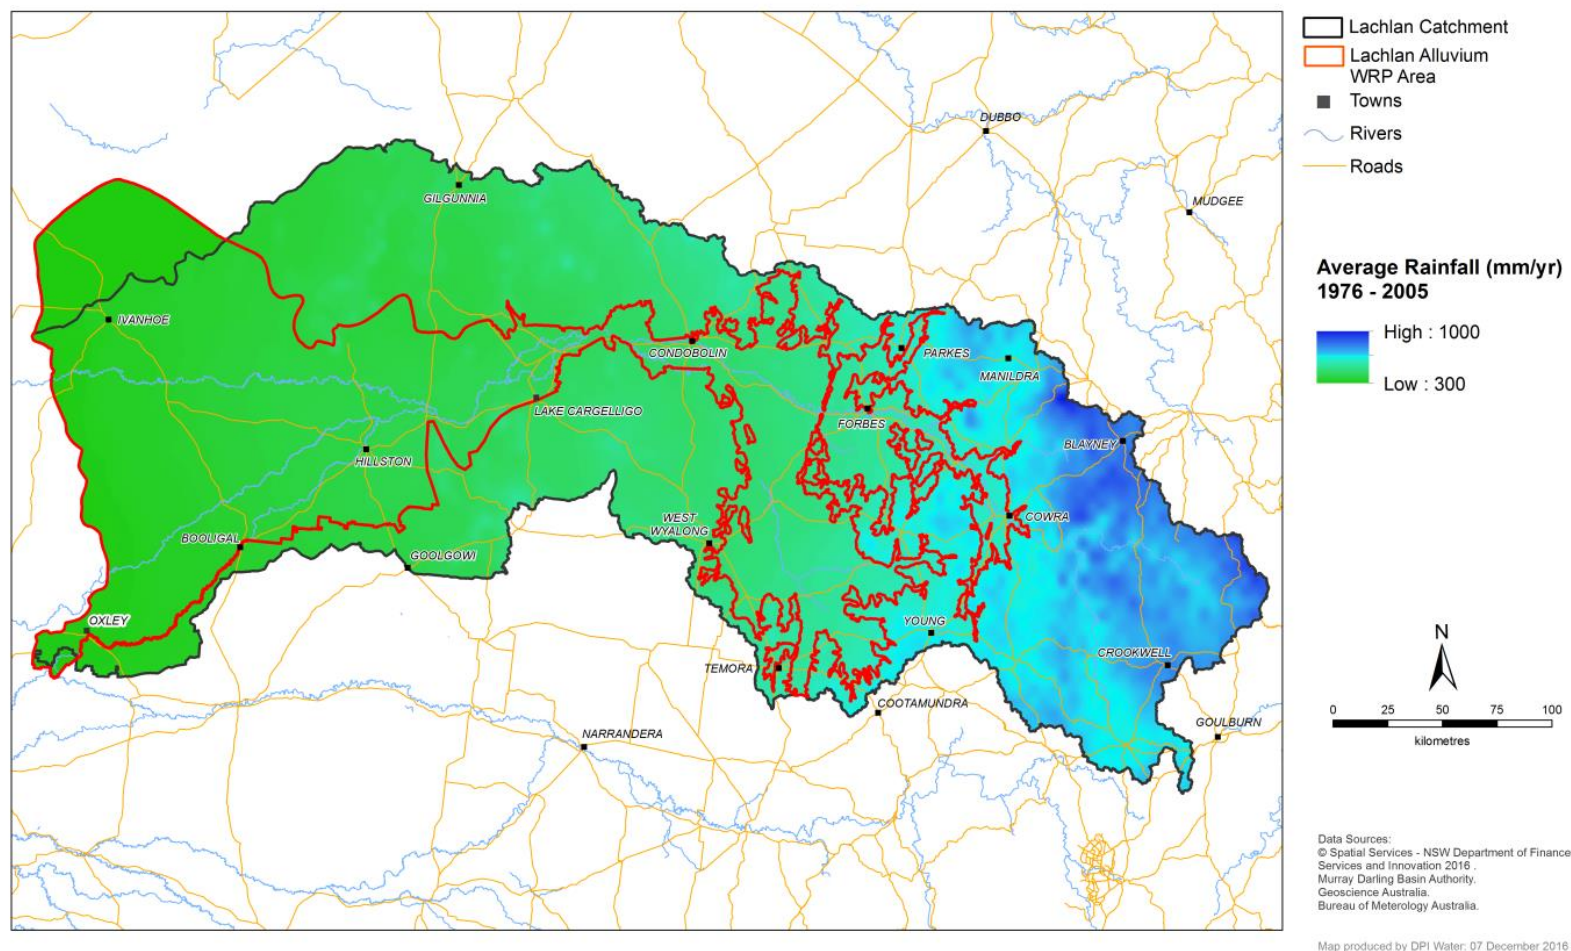 DUBBO
MUDGEE
GILGUNNIA
IVANHOE
CONDOBOLIN
PARKES
MANILDRA
LAKE CARGELLIGO
FORBES
BLAYNEY
HILLSTON
WEST
WYALONG
COWRA
BOOLIGAL
GOOLGOWI
OXLEY
YOUNG
CROOKWELL
TEMORA
COOTAMUNDRA
GOULBURN
NARRANDERA
Lachlan Catchment
Lachlan Alluvium
WRP Area
Towns
Rivers
Roads
Average Rainfall (mm/yr)
1976 - 2005
High : 1000
Low : 300
N
0 25 50 75 100
kilometres
Data Sources:
© Spatial Services - NSW Department of Finance
Services and Innovation 2016 .
Murray Darling Basin Authority.
Geoscience Australia.
Bureau of Meterology Australia.
Map produced by DPI Water: 07 December 2016